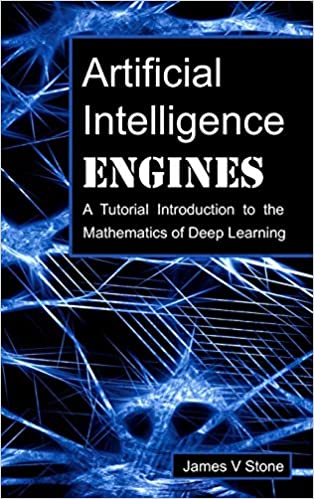 Artificial
Intelligence
ENGINES
A Tutorial Introduction to the
Mathematics of Deep Learning
James V Stone